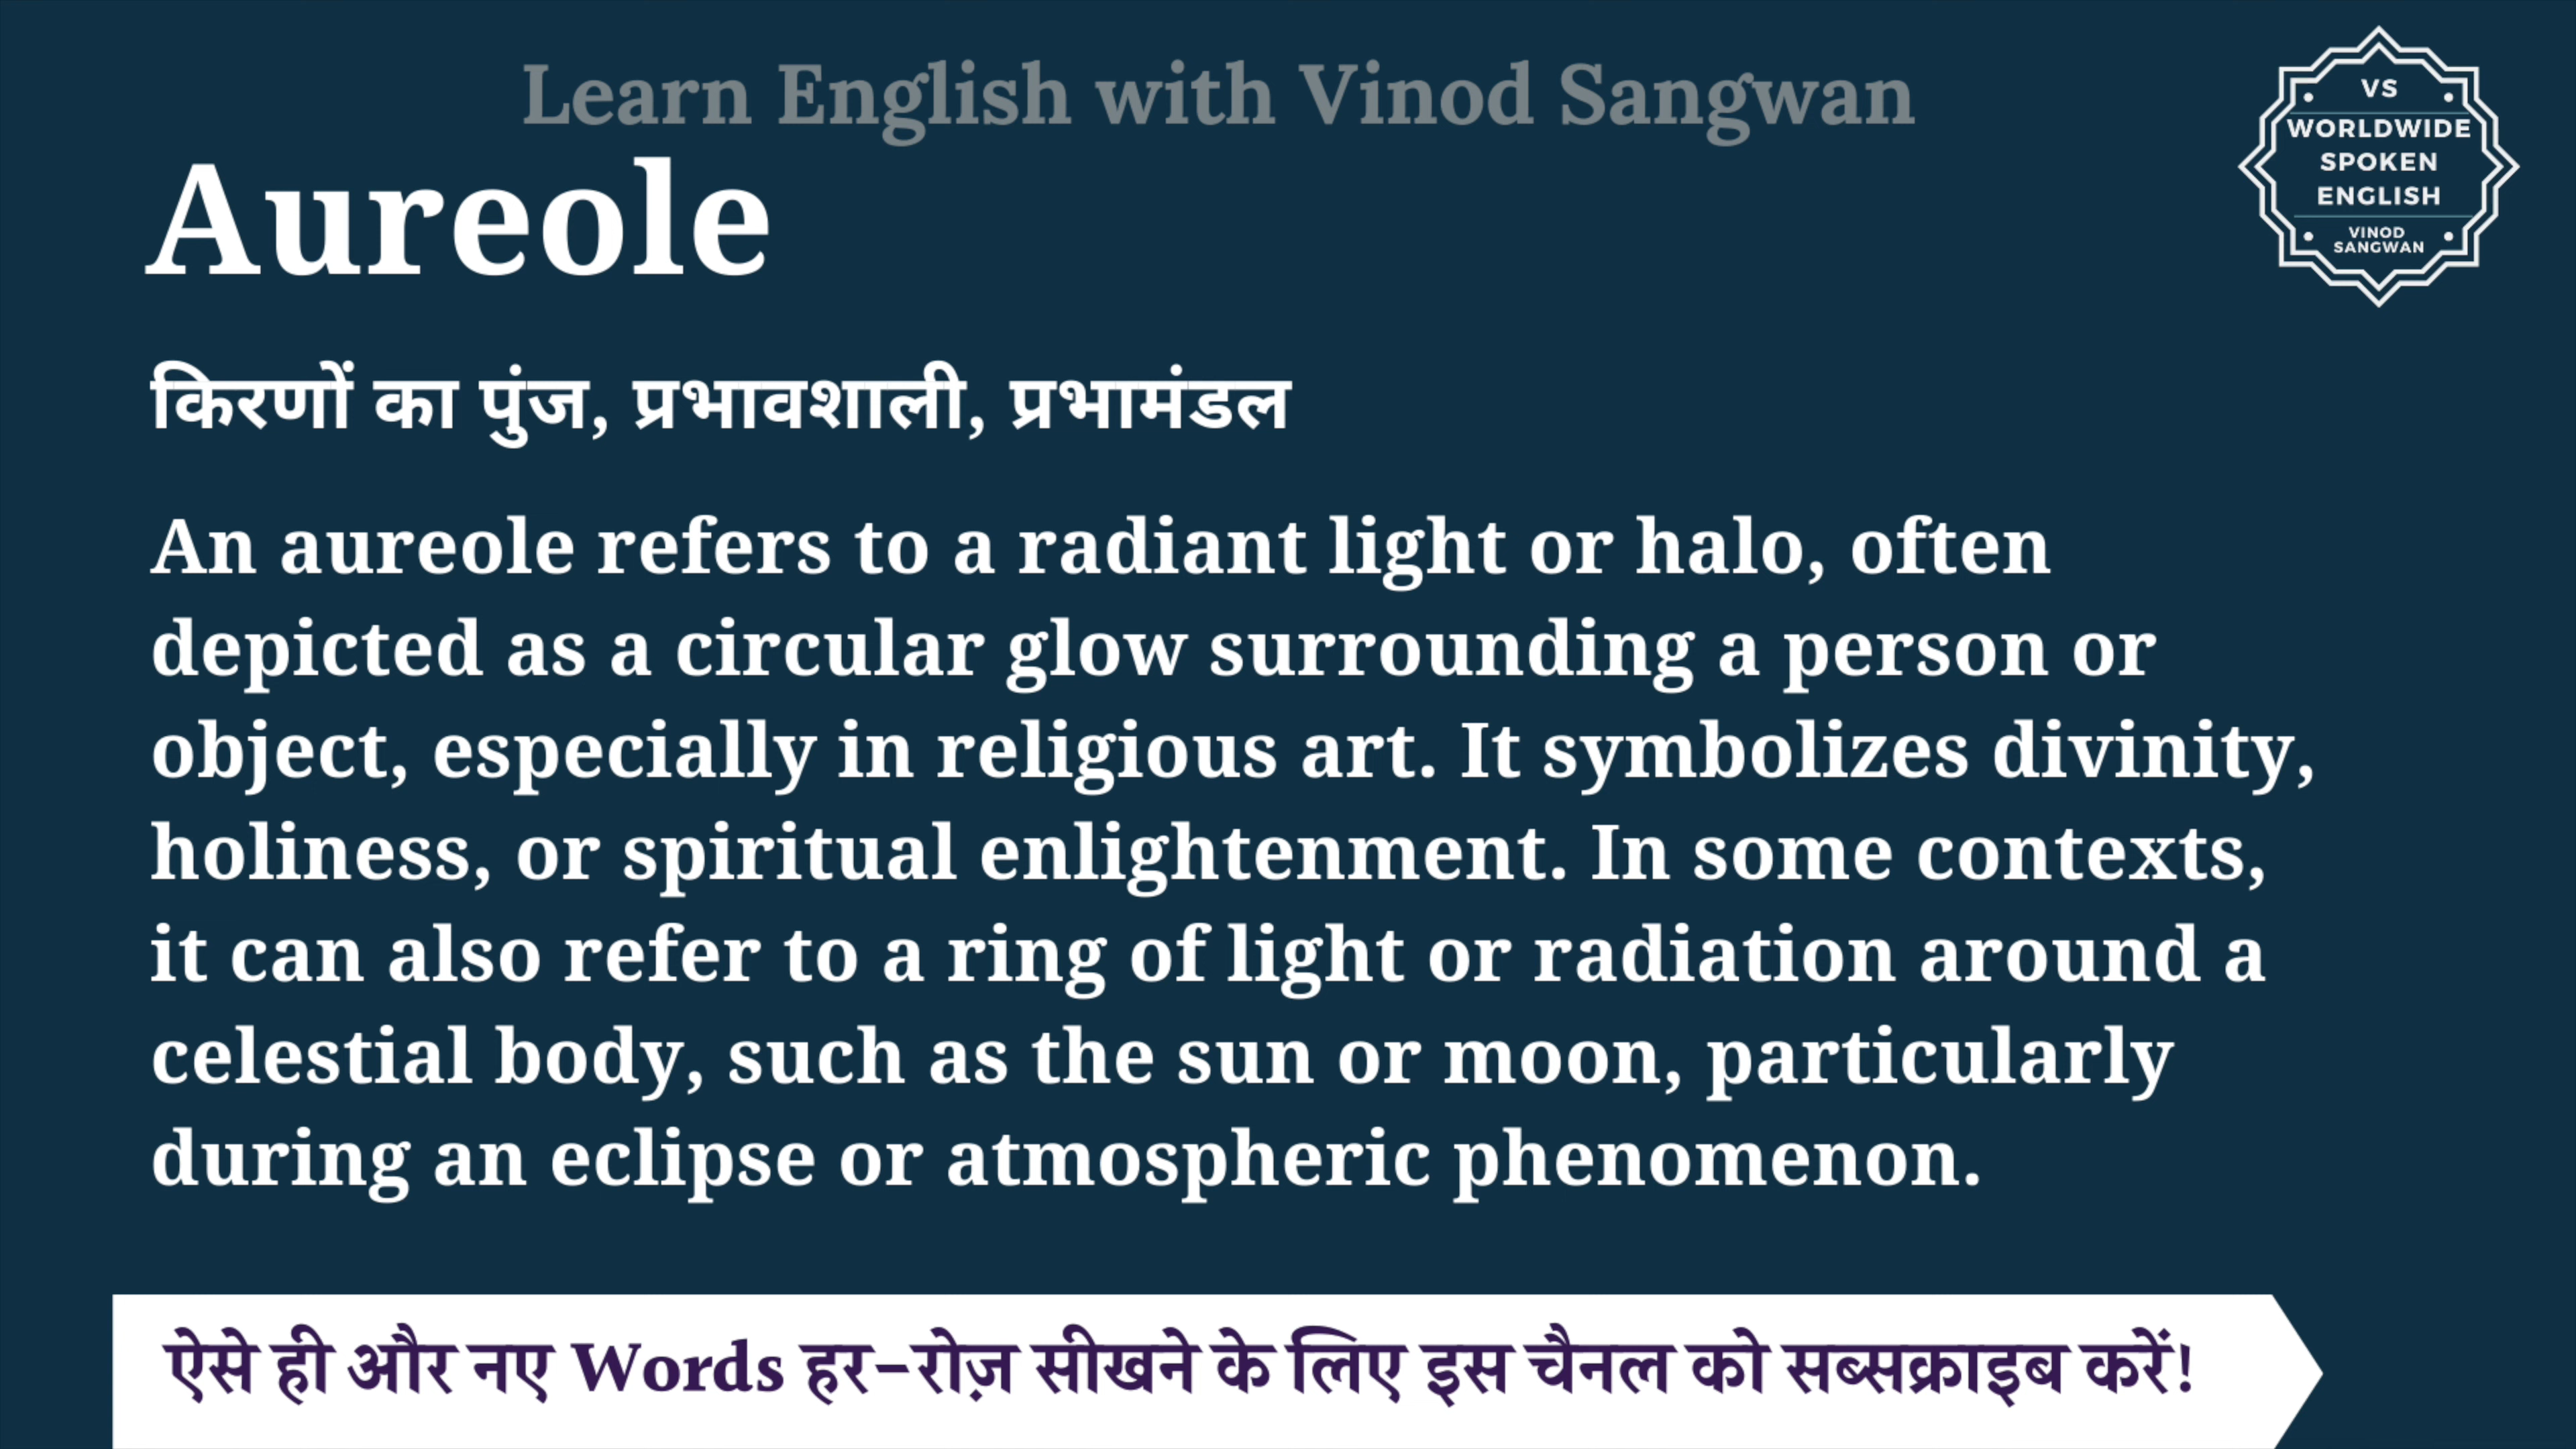 Learn English with Vinod Sangwan
VS
WORLDWIDE
SPOKEN
ENGLISH
VINOD
SANGWAN
Aureole
किरणों का पुंज, प्रभावशाली, प्रभामंडल
An aureole refers to a radiant light or halo, often
depicted as a circular glow surrounding a person or
object, especially in religious art. It symbolizes divinity,
holiness, or spiritual enlightenment. In some contexts,
it can also refer to a ring of light or radiation around a
celestial body, such as the sun or moon, particularly
during an eclipse or atmospheric phenomenon.
ऐसे ही और नए Words हर-रोज़ सीखने के लिए इस चैनल को सब्सक्राइब करें!